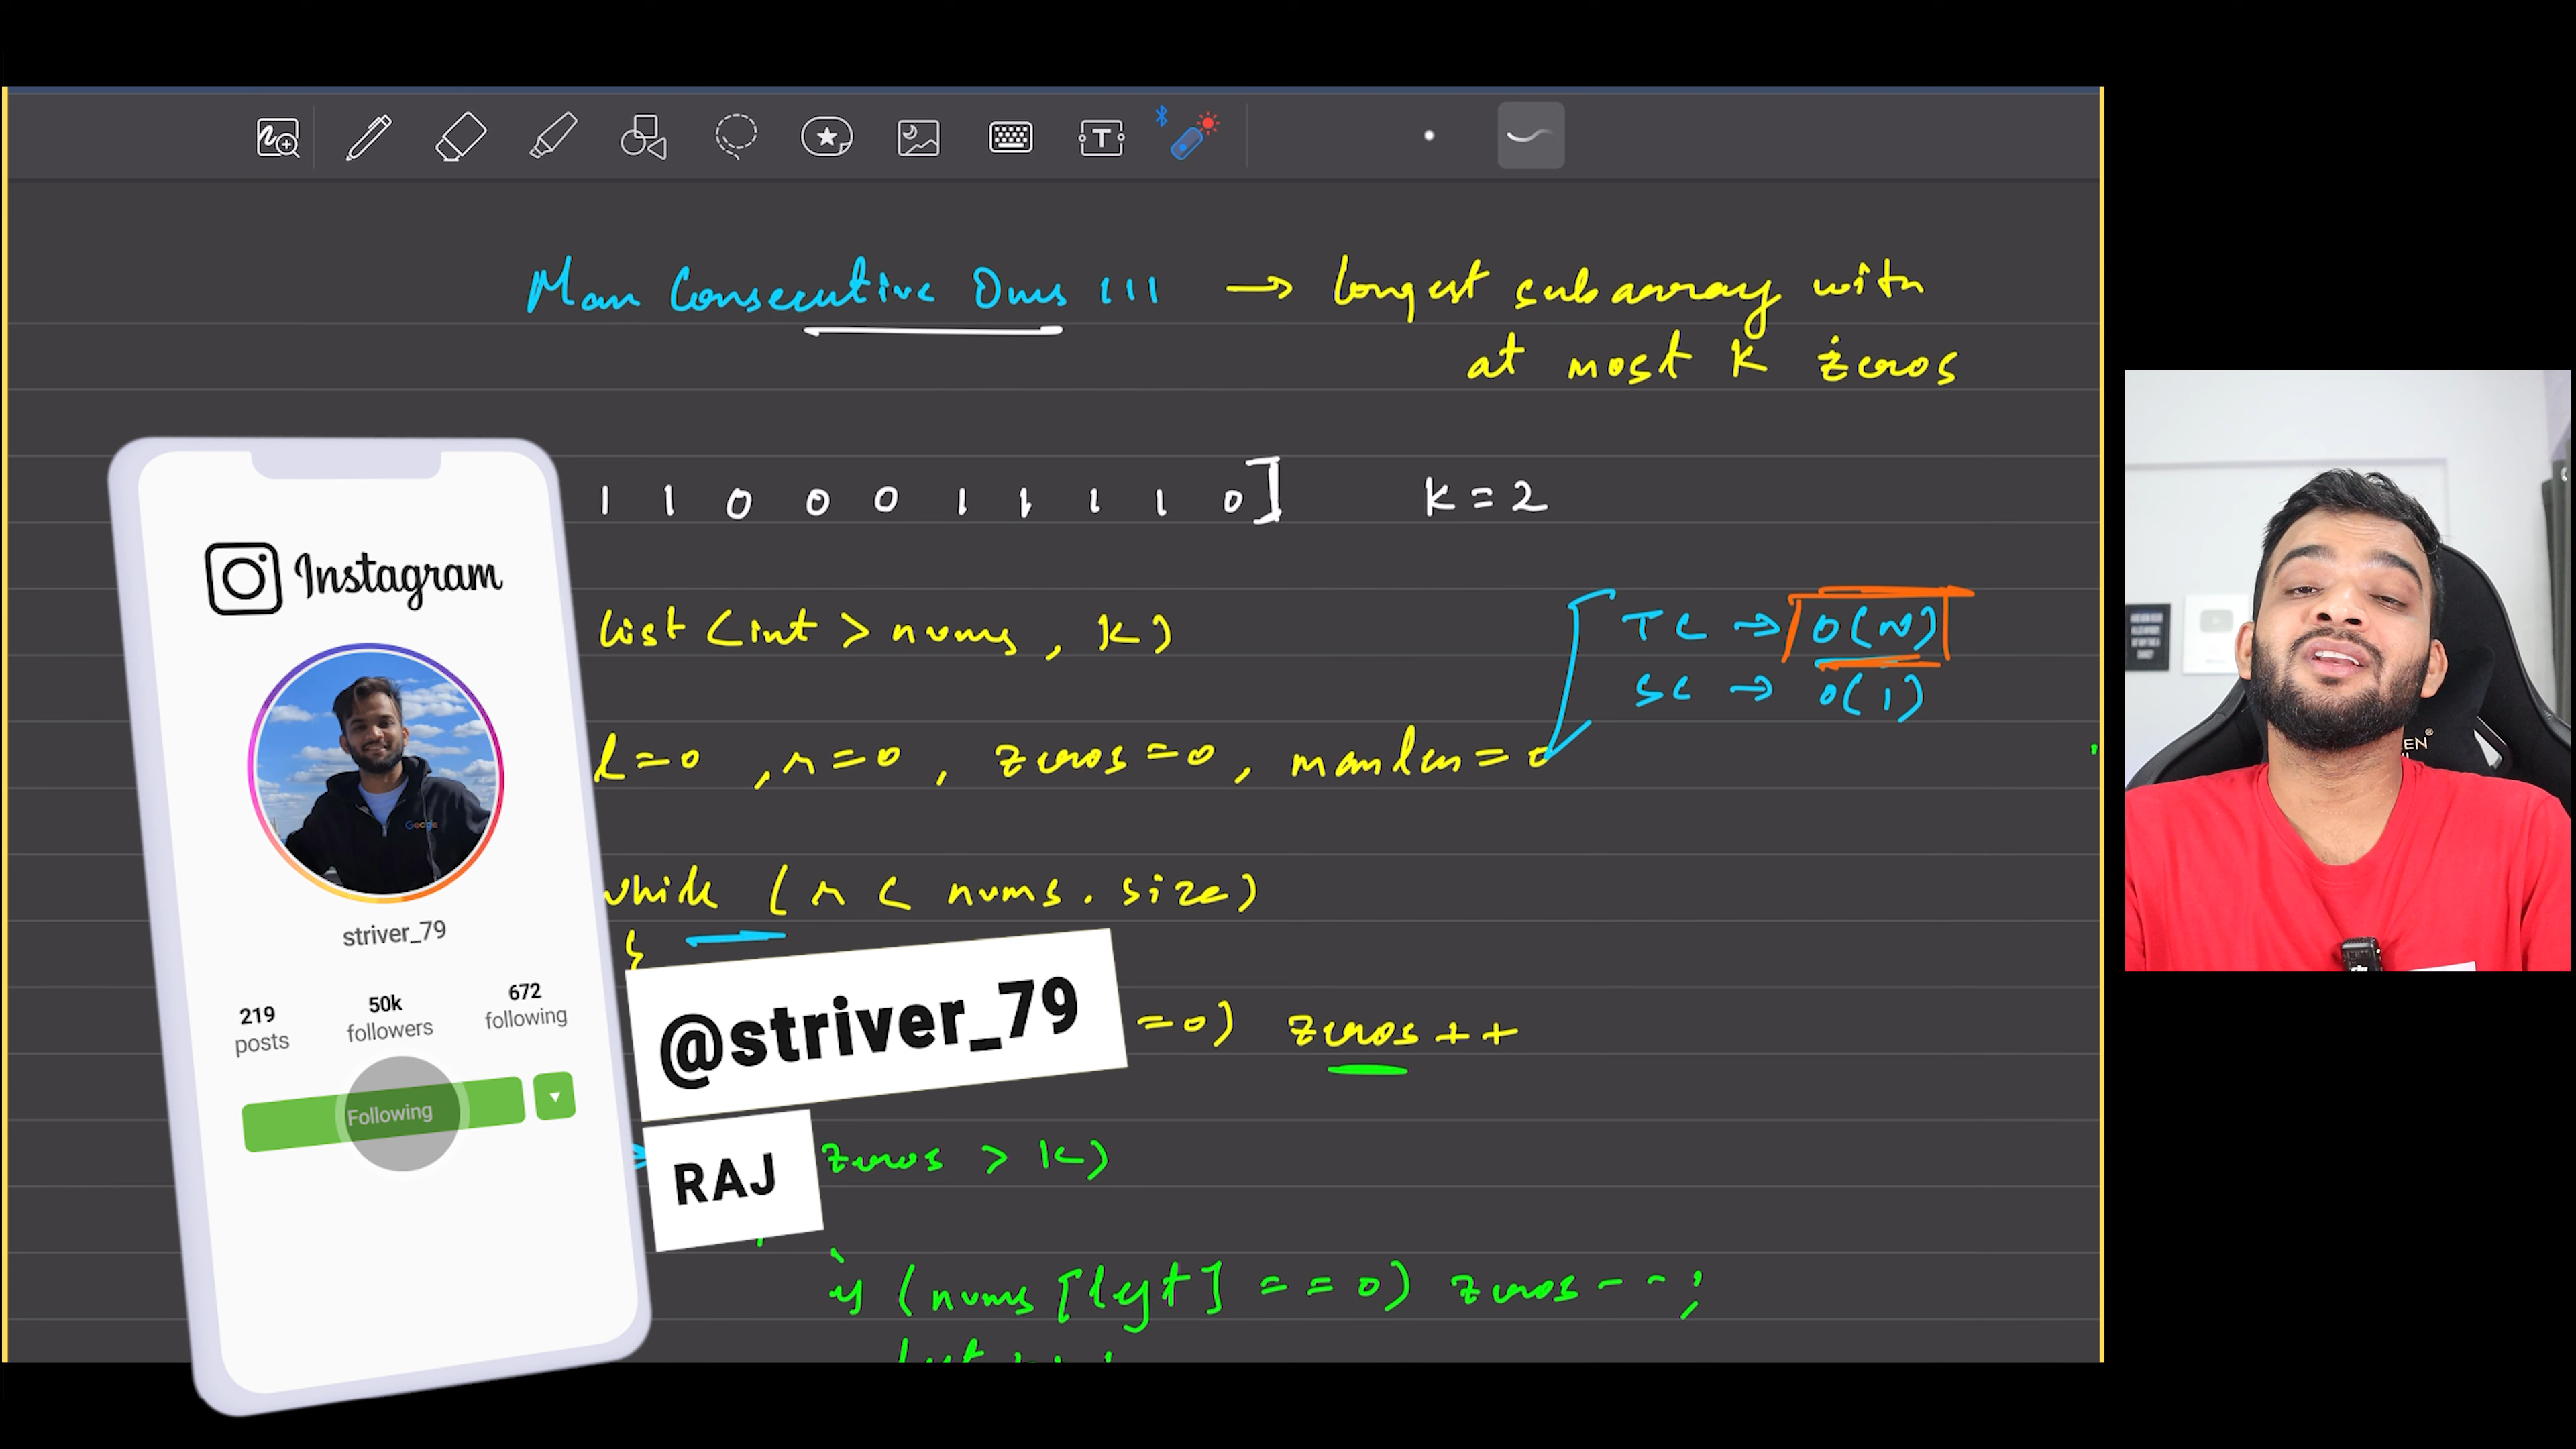 Max Consecutive Ones III → Longest subarray with
at most K zeros
1 1 0 0 0 1 1 1 1 0] K = 2
Instagram
list<int> nums, K)
TC → O(N)
SC → O(1)
l=0, r=0, zeros=0, maxlen=0
Google
while (r < nums.size)
{
striver_79
219 posts
50k followers
672 following
@striver_79
=0) zeros++
Following
RAJ
zeros > K)
if (nums[left] == 0) zeros--;